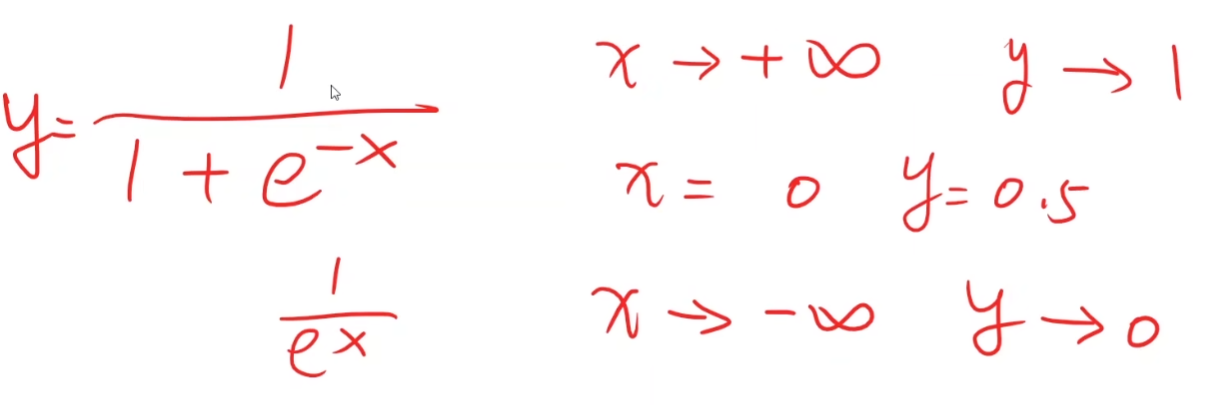 y = 1 / (1 + e^{-x})
1 / e^x
x → +∞ y → 1
x = 0 y = 0.5
x → -∞ y → 0